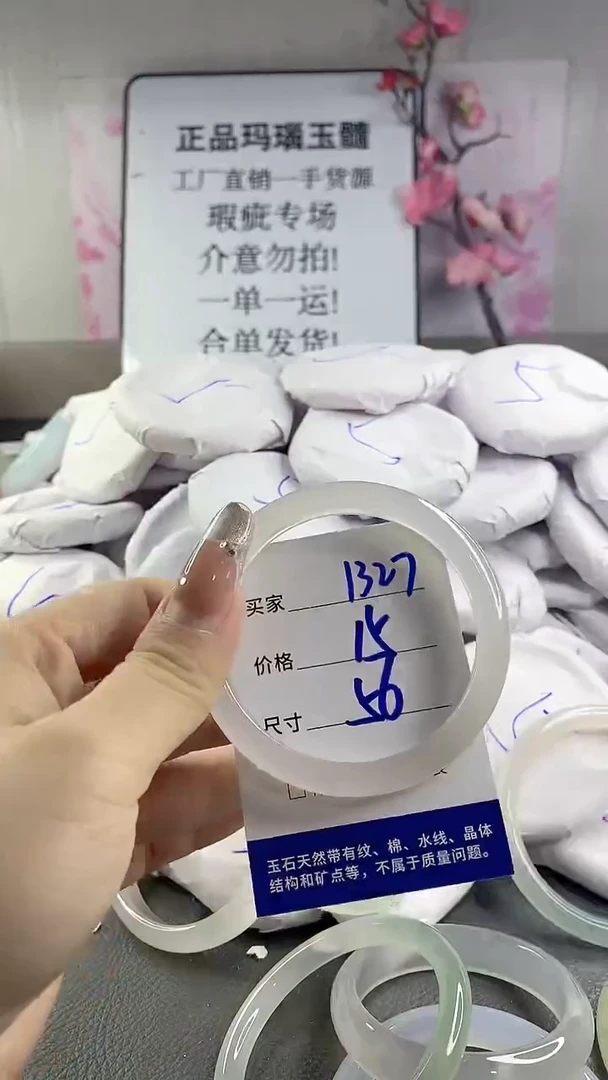 正品玛瑙玉髓
工厂直销一手货源
瑕疵专场
介意勿拍!
一单一运!
合单发货!
买家 1327
价格 15
尺寸 56
玉石天然带有纹、棉、水线、晶体
结构和矿点等，不属于质量问题。